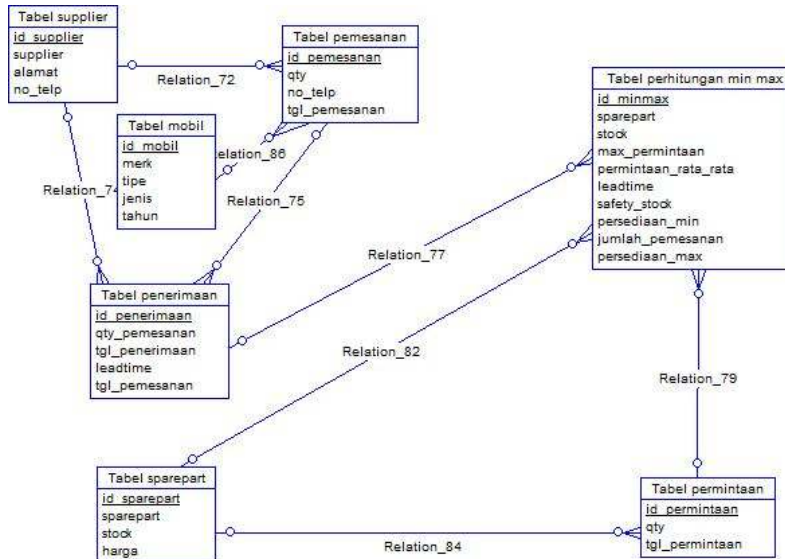 Tabel supplier
id_supplier
supplier
alamat
no_telp
Relation_72
Tabel pemesanan
id_pemesanan
qty
no_telp
tgl_pemesanan
Tabel mobil
id_mobil
merk
tipe
jenis
tahun
Relation_75
Relation_77
Tabel perhitungan min max
id_minmax
sparepart
stock
max_permintaan
permintaan_rata_rata
leadtime
safety_stock
persediaan_min
jumlah_pemesanan
persediaan_max
Tabel penerimaan
id_penerimaan
qty_pemesanan
tgl_penerimaan
leadtime
tgl_pemesanan
Relation_82
Relation_79
Tabel sparepart
id_sparepart
sparepart
stock
harga
Relation_84
Tabel permintaan
id_permintaan
qty
tgl_permintaan